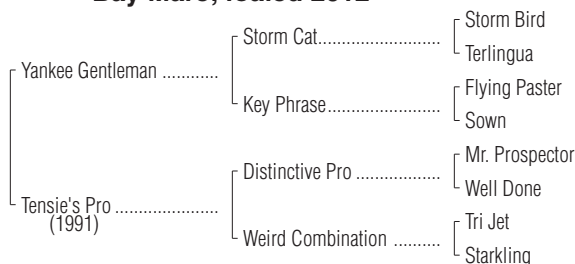 Bay Mare, foaled 2012
Storm Bird
Storm Cat............................
Terlingua
Yankee Gentleman ............
Flying Paster
Key Phrase..........................
Sown
Mr. Prospector
Distinctive Pro ...................
Well Done
Tensie's Pro .......................
(1991)
Tri Jet
Weird Combination ..........
Starkling